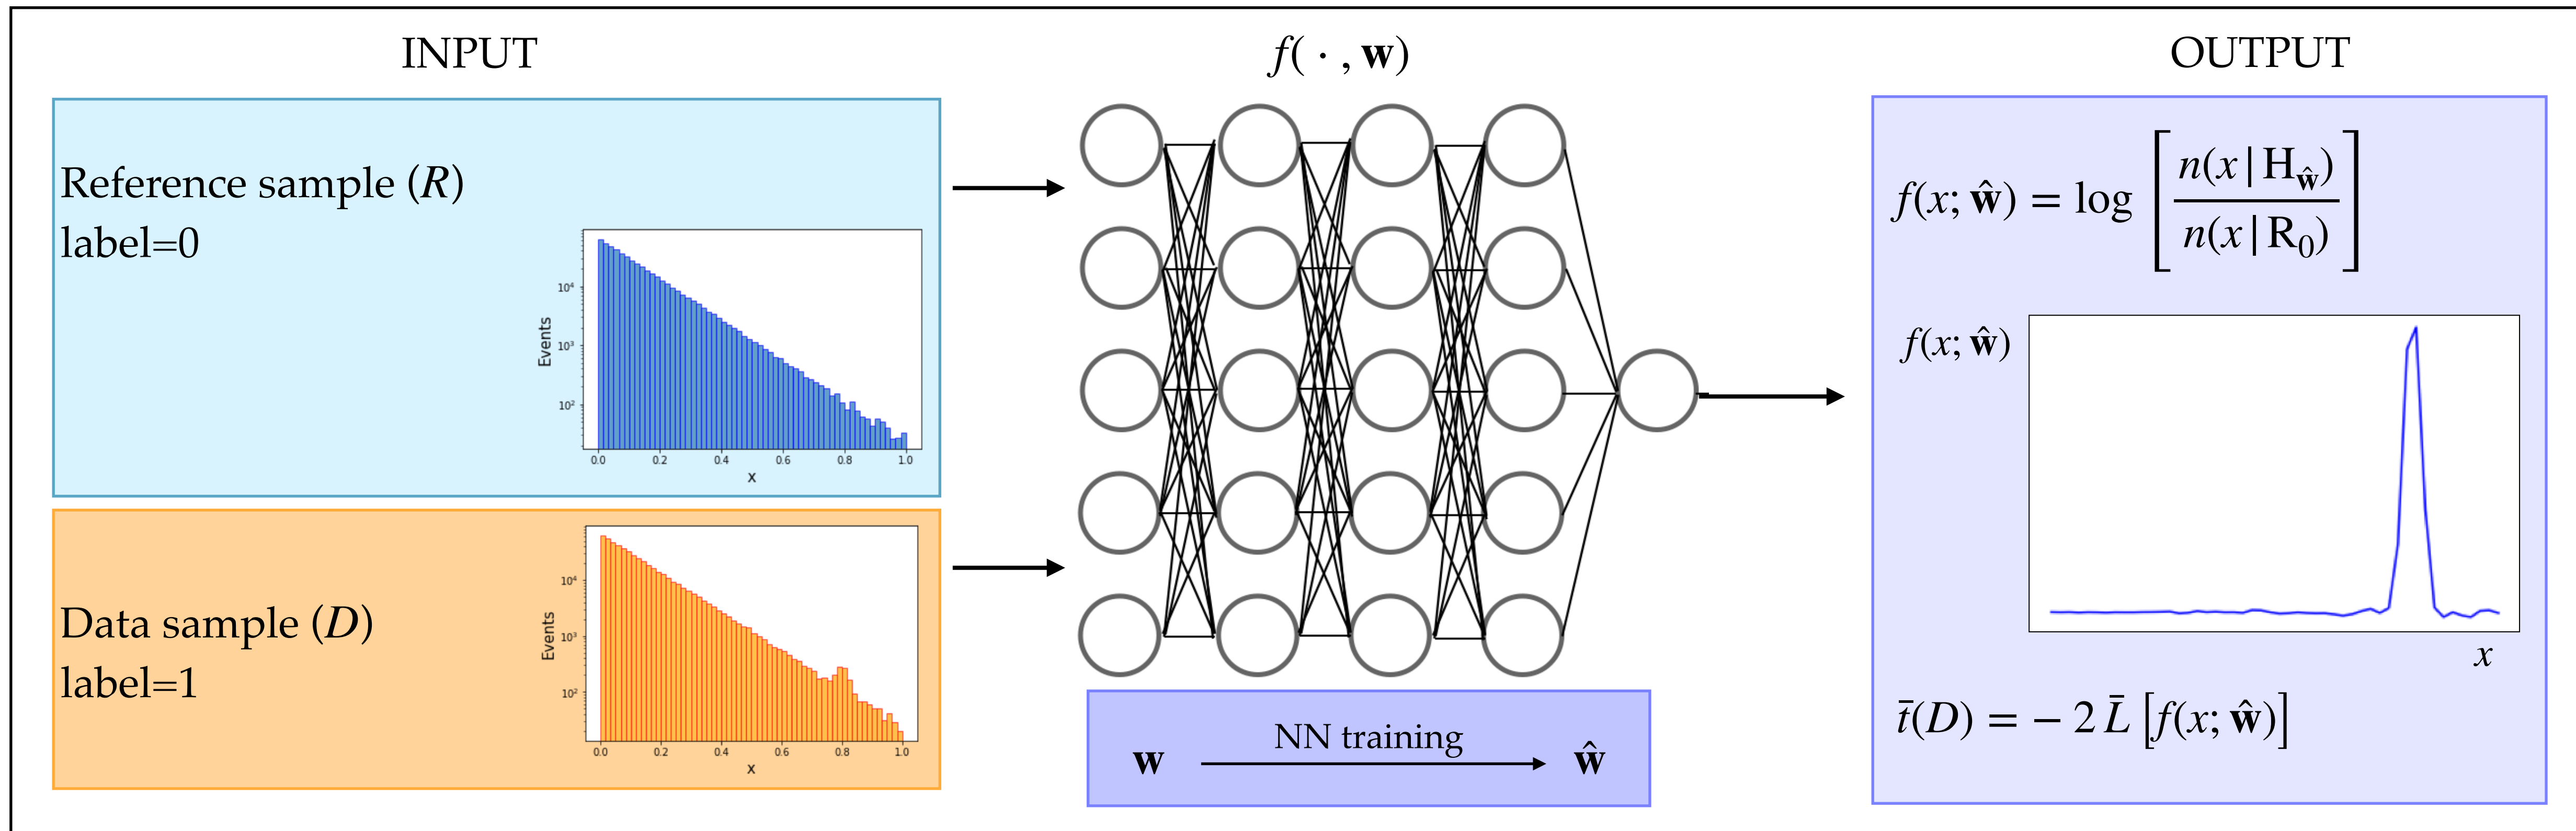 INPUT
Reference sample (R)
label=0
Events
10⁴
10³
10²
0.0 0.2 0.4 0.6 0.8 1.0
x
Data sample (D)
label=1
Events
10⁴
10³
10²
0.0 0.2 0.4 0.6 0.8 1.0
x
f( · , w)
NN training
w ŵ
OUTPUT
f(x; ŵ) = log [ n(x | H_ŵ) / n(x | R₀) ]
f(x; ŵ)
x
t̄(D) = − 2 L̄ [f(x; ŵ)]